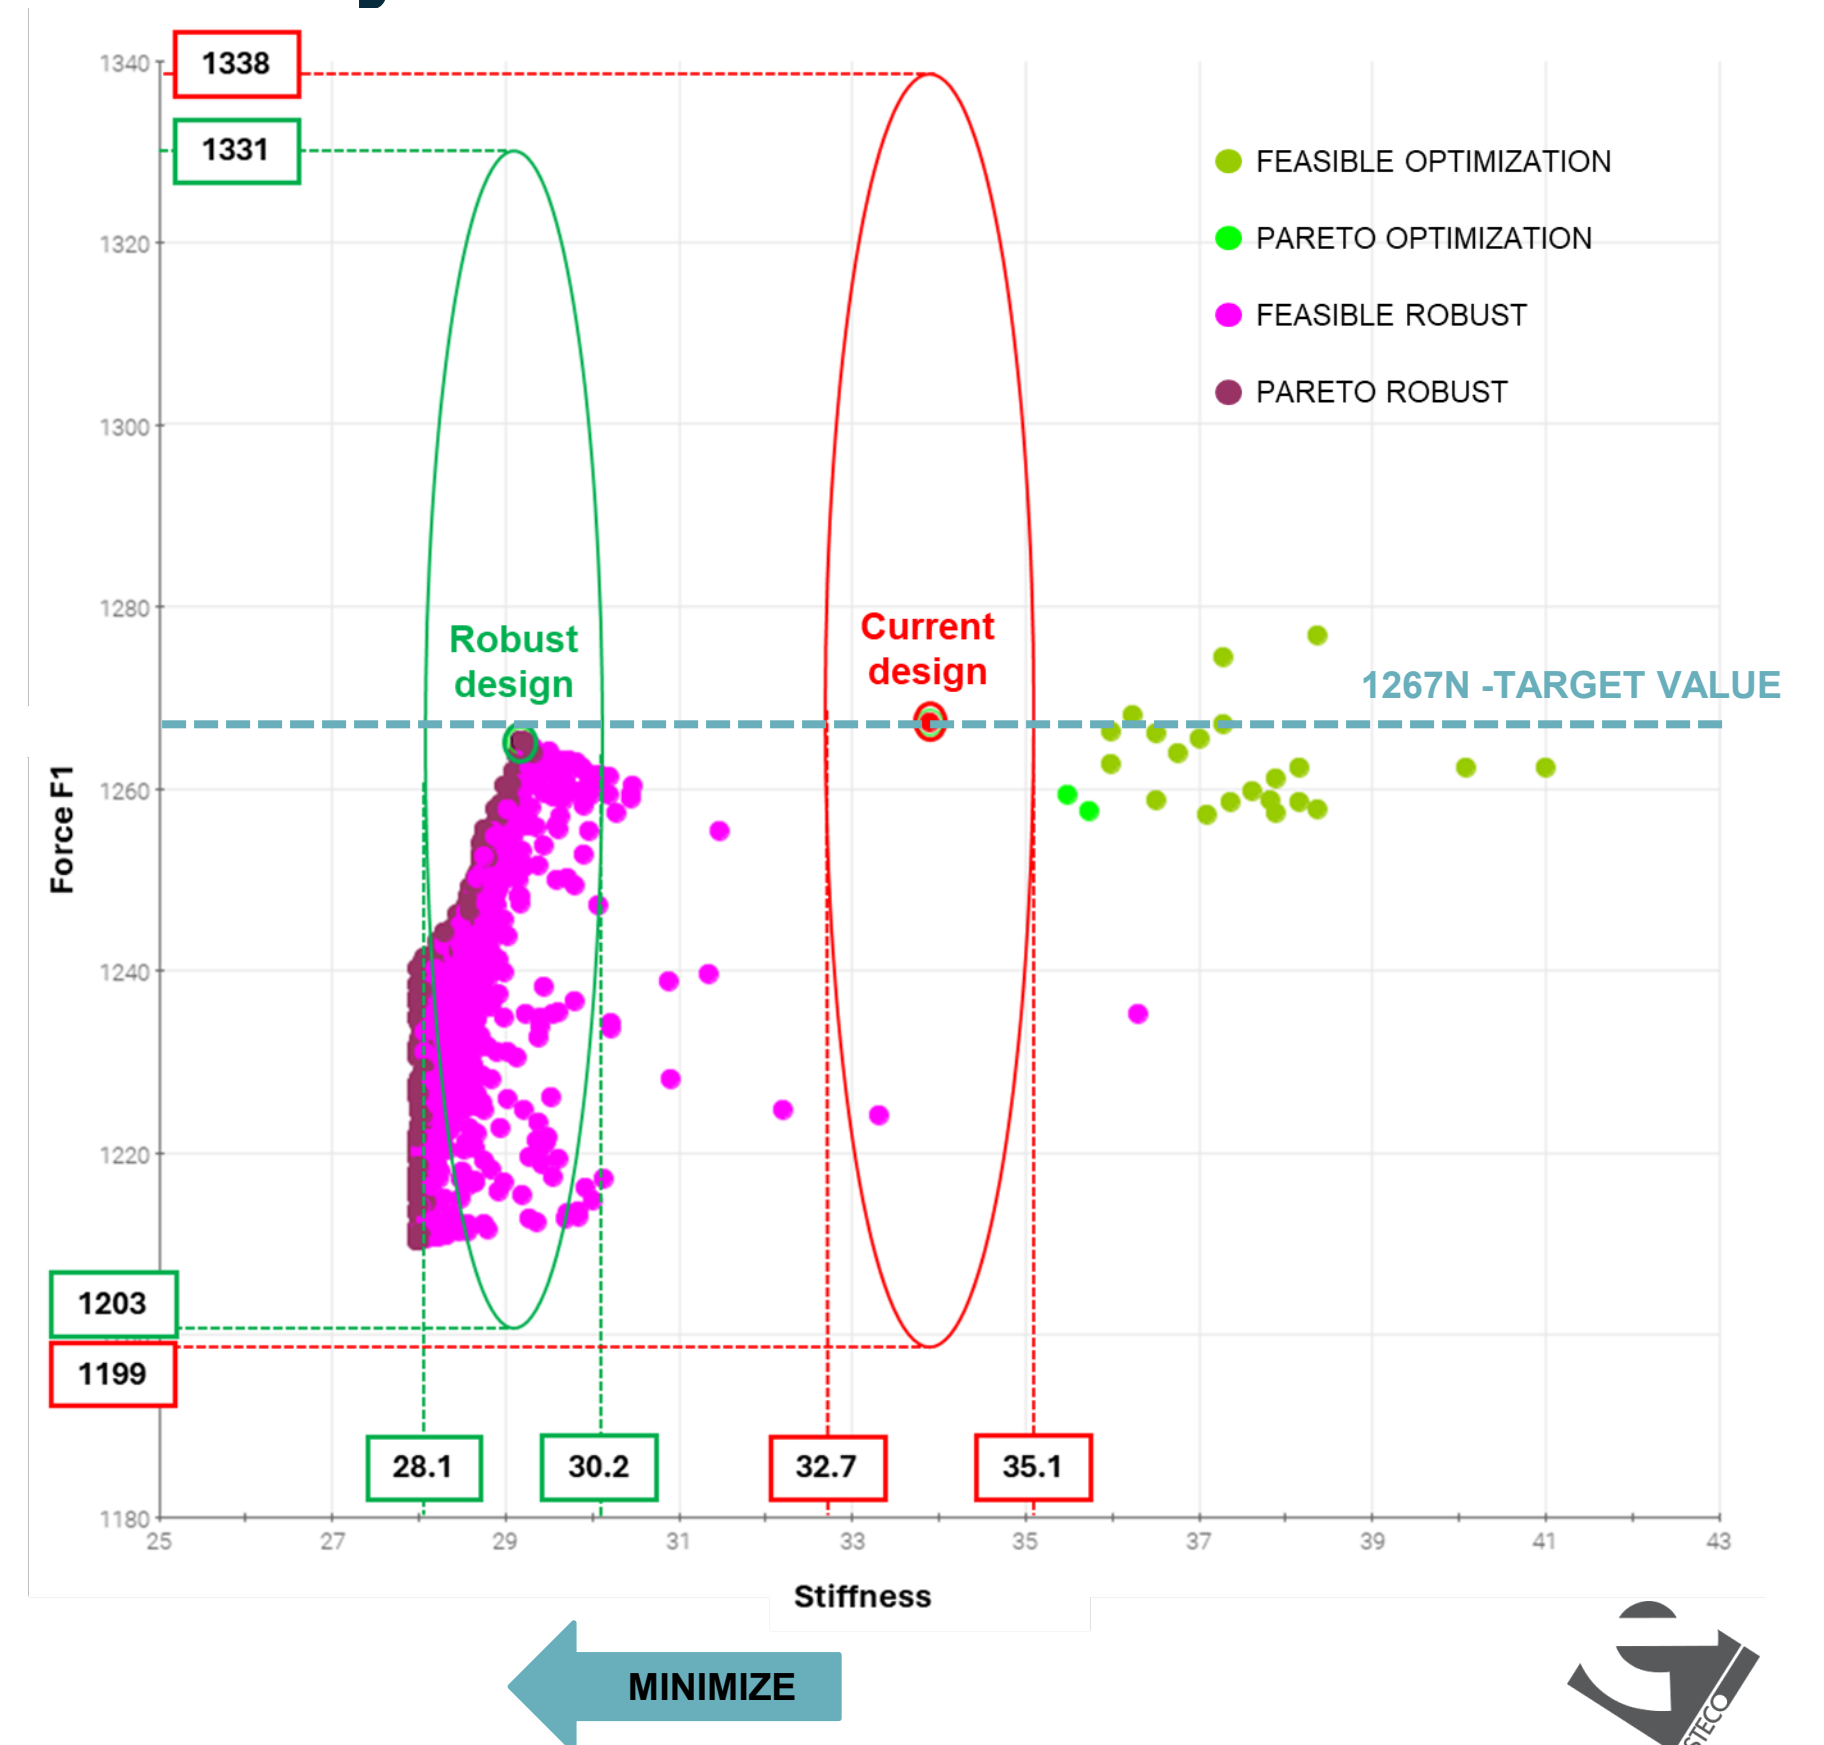 1340
1338
1331
FEASIBLE OPTIMIZATION
1320
PARETO OPTIMIZATION
FEASIBLE ROBUST
PARETO ROBUST
1300
1280
Robust
design
Current
design
1267N -TARGET VALUE
1260
Force F1
1240
1220
1203
1199
28.1
30.2
32.7
35.1
1180
25
27
29
31
33
35
37
39
41
43
Stiffness
MINIMIZE
STECO